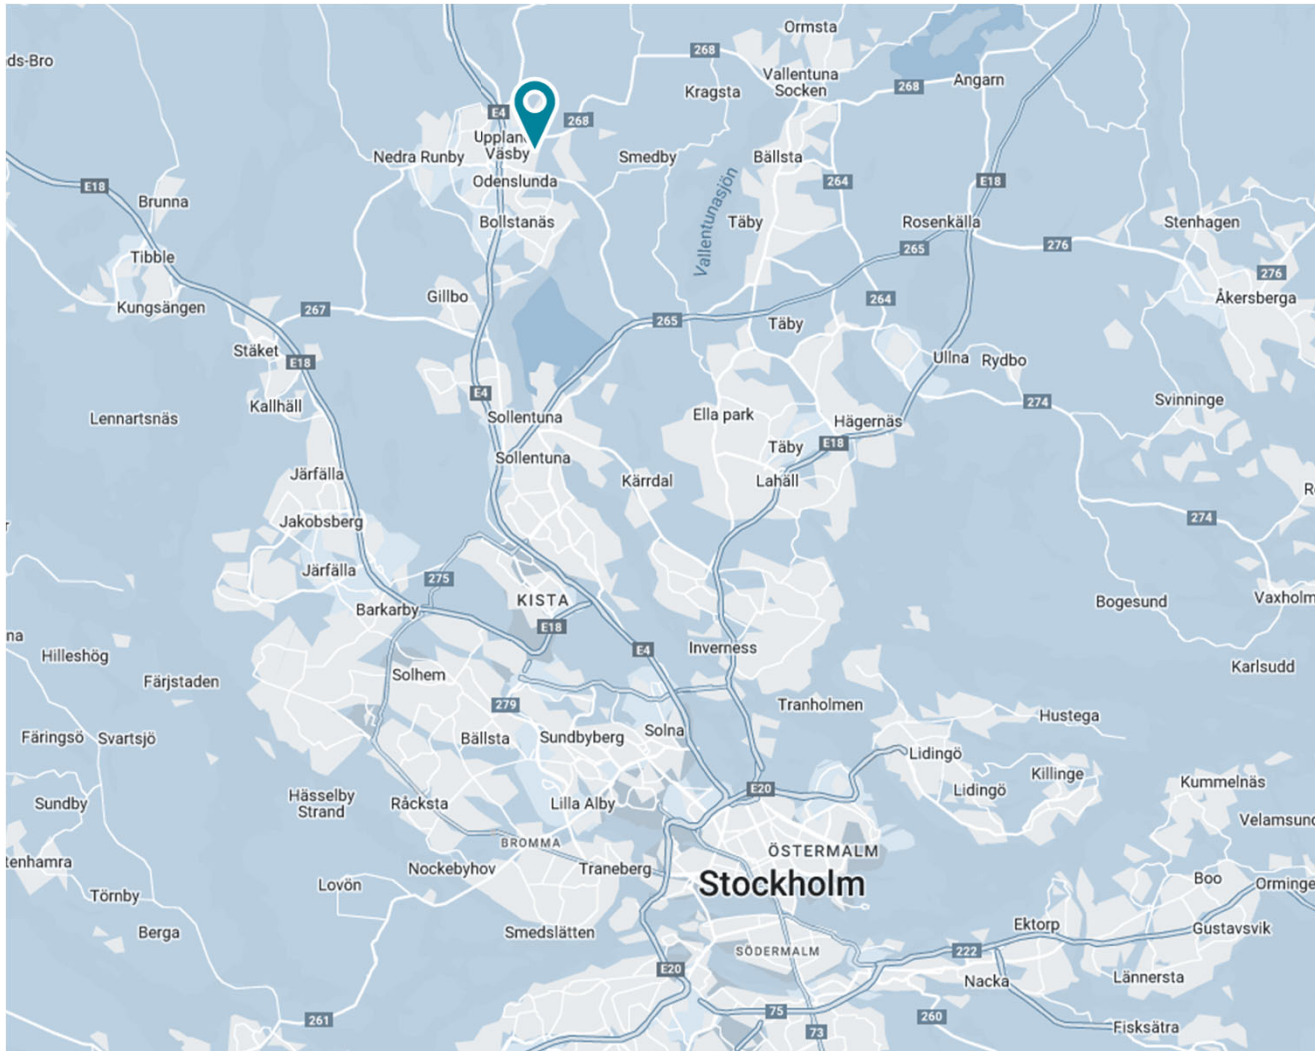 Ormsta
268
ds-Bro
Vallentuna
Socken
Angarn
268
Kragsta
E4
268
Väsby
Nedra Runby
Smedby
Bällsta
E18
Odenslunda
264
E18
Brunna
Vallentunasjön
Bollstanäs
Täby
Rosenkälla
Stenhagen
276
265
Tibble
276
Gillbo
264
Åkersberga
Kungsängen
267
265
Täby
Stäket
E18
Ullna
Rydbo
E4
Kallhäll
274
Svinninge
Lennartsnäs
Sollentuna
Ella park
Hägernäs
E18
Täby
Sollentuna
Järfälla
Kärrdal
Lahäll
274
Jakobsberg
Järfälla
275
KISTA
Bogesund
Vaxholm
Barkarby
E18
Hilleshög
E4
Inverness
Karlsudd
Solhem
Färjstaden
279
Tranholmen
Hustega
Färingsö
Svartsjö
Bällsta
Sundbyberg
Solna
Lidingö
Killinge
Kummelnäs
E20
Lidingö
Hässelby
Strand
Sundby
Råcksta
Lilla Alby
Velamsund
BROMMA
ÖSTERMALM
tenhamra
Nockebyhov
Traneberg
Stockholm
Lovön
Boo
Orminge
Törnby
Ektorp
Gustavsvik
Berga
Smedslätten
SÖDERMALM
222
E20
Nacka
Lännersta
75
260
261
73
Fisksätra